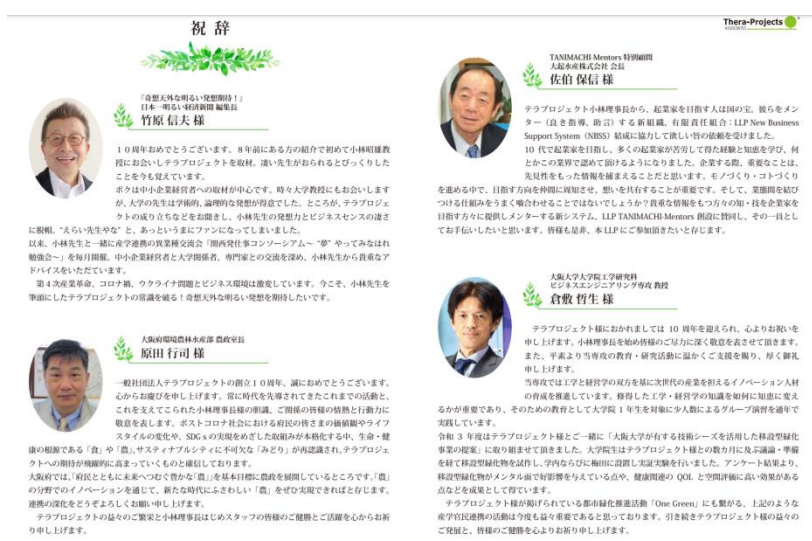 祝 辞
『奇想天外な明るい発想期待！』
日本一明るい経済新聞 編集長
竹原 信夫 様
１０周年おめでとうございます。８年前にある方の紹介で初めて小林昭雄教
授にお会いしテラプロジェクトを取材。凄い先生がおられるとびっくりした
ことを今も覚えています。
ボクは中小企業経営者への取材が中心です。時々大学教授にもお会いします
が、大学の先生は学術的、論理的な発想が得意でした。ところが、テラプロジェ
クトの成り立ちなどをお聞きし、小林先生の発想力とビジネスセンスの凄さ
に脱帽。“えらい先生やな”と、あっというまにファンになってしまいました。
以来、小林先生と一緒に産学連携の異業種交流会「関西発仕事コンソーシアム～“夢”やってみなはれ
勉強会～」を毎月開催。中小企業経営者と大学関係者、専門家との交流を深め、小林先生から貴重なア
ドバイスをいただいています。
第４次産業革命、コロナ禍、ウクライナ問題とビジネス環境は激変しています。今こそ、小林先生を
筆頭にしたテラプロジェクトの常識を破る！奇想天外な明るい発想を期待したいです。
大阪府環境農林水産部 農政室長
原田 行司 様
一般社団法人テラプロジェクトの創立１０周年、誠におめでとうございます。
心からお慶びを申し上げます。常に時代を先導されてきたこれまでの活動と、
これを支えてこられた小林理事長様の胆識、ご関係の皆様の情熱と行動力に
敬意を表します。ポストコロナ社会における府民の皆さまの価値観やライフ
スタイルの変化や、SDGｓの実現をめざした取組みが本格化する中、生命・健
康の根源である「食」や「農」、サスティナブルシティに不可欠な「みどり」が再認識され、テラプロジェ
クトへの期待が飛躍的に高まっていくものと確信しております。
大阪府では、「府民とともに未来へつむぐ豊かな「農」」を基本目標に農政を展開しているところです。「農」
の分野でのイノベーションを通じて、新たな時代にふさわしい「農」をぜひ実現できればと存じます。
連携の深化をどうぞよろしくお願い申し上げます。
テラプロジェクトの益々のご繁栄と小林理事長はじめスタッフの皆様のご健勝とご活躍を心からお祈
り申し上げます。
Thera-Projects
ASSOCIATES
TANIMACHI-Mentors 特別顧問
大起水産株式会社 会長
佐伯 保信 様
テラプロジェクト小林理事長から、起業家を目指す人は国の宝。彼らをメン
ター（良き指導、助言）する新組織、有限責任組合：LLP New Business
Support System（NBSS）結成に協力して欲しい旨の依頼を受けました。
10 代で起業家を目指し、多くの起業家が苦労して得た経験と知恵を学び、何
とかこの業界で認めて頂けるようになりました。企業する際、重要なことは、
先見性をもった情報を捕まえることだと思います。モノづくり・コトづくり
を進める中で、目指す方向を仲間に周知させ、想いを共有することが重要です。そして、業態間を結び
つける仕組みをうまく噛合わせることではないでしょうか？貴重な情報をもつ方々の知・技を企業家を
目指す方々に提供しメンターする新システム、LLP TANIMACHI-Mentors 創設に賛同し、その一員とし
てお手伝いしたいと思います。皆様も是非、本 LLP にご参加頂きたいと存じます。
大阪大学大学院工学研究科
ビジネスエンジニアリング専攻 教授
倉敷 哲生 様
テラプロジェクト様におかれましては 10 周年を迎えられ、心よりお祝いを
申し上げます。小林理事長を始め皆様のご尽力に深く敬意を表させて頂きます。
また、平素より当専攻の教育・研究活動に温かくご支援を賜り、厚く御礼
申し上げます。
当専攻では工学と経営学の双方を基に次世代の産業を担えるイノベーション人材
の育成を推進しています。修得した工学・経営学の知識を如何に知恵に変え
るかが重要であり、そのための教育として大学院 1 年生を対象に少人数によるグループ演習を通年で
実践しています。
令和 3 年度はテラプロジェクト様とご一緒に「大阪大学が有する技術シーズを活用した移設型緑化
事業の提案」に取り組ませて頂きました。大学院生はテラプロジェクト様との数カ月に及ぶ議論・準備
を経て移設型緑化物を試作し、学内ならびに梅田に設置し実証実験を行いました。アンケート結果より、
移設型緑化物がメンタル面で好影響を与えている点や、健康関連の QOL と空間評価に高い効果がある
点などを成果として得ています。
テラプロジェクト様が掲げられている都市緑化推進活動「One Green」にも繋がる、上記のような
産学官民連携の活動は今度も益々重要であると思っております。引き続きテラプロジェクト様の益々の
ご発展と、皆様のご健勝を心よりお祈り申し上げます。